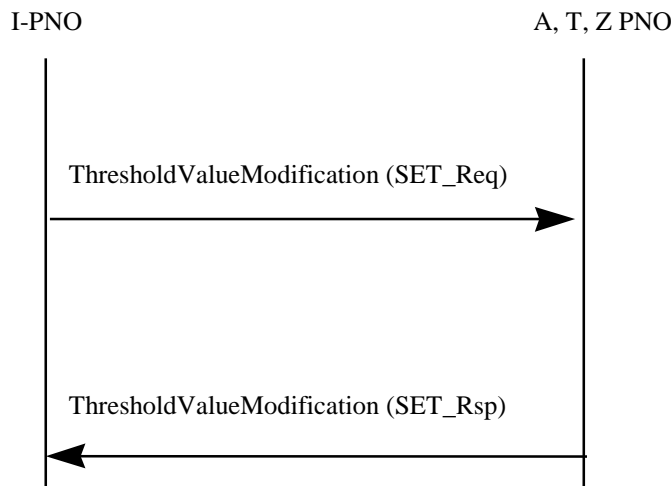 I-PNO
A, T, Z PNO
ThresholdValueModification (SET_Req)
ThresholdValueModification (SET_Rsp)